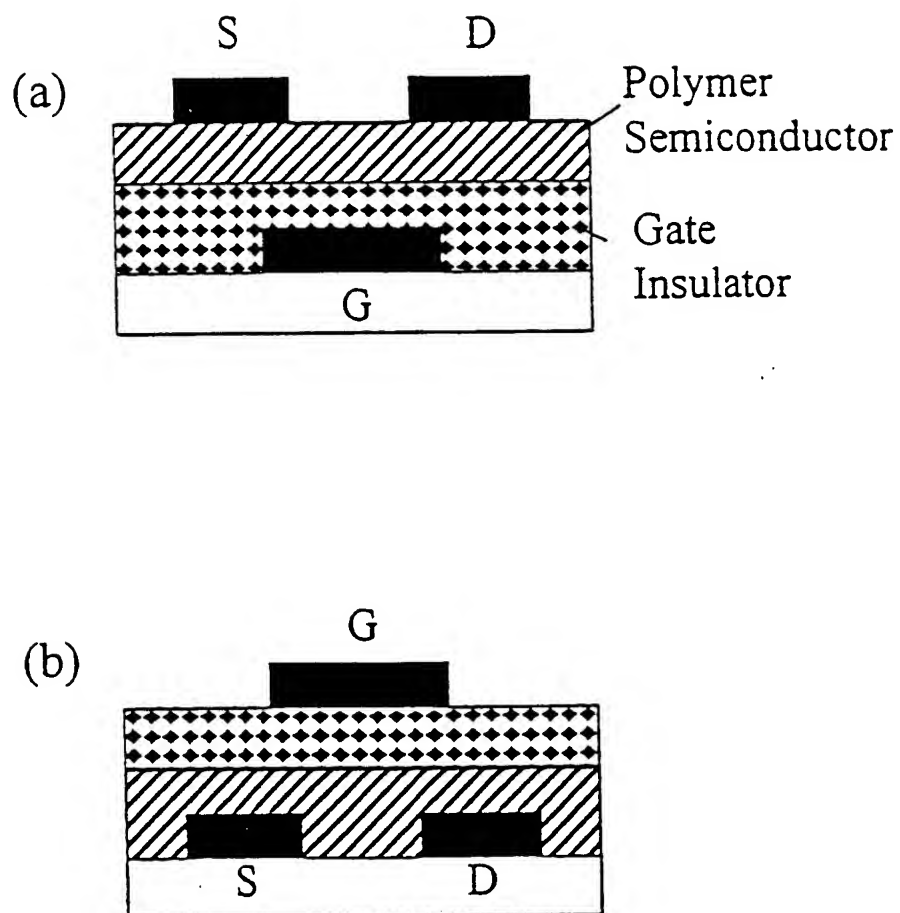 S D
(a)
Polymer
Semiconductor
Gate
Insulator
G
G
(b)
S D